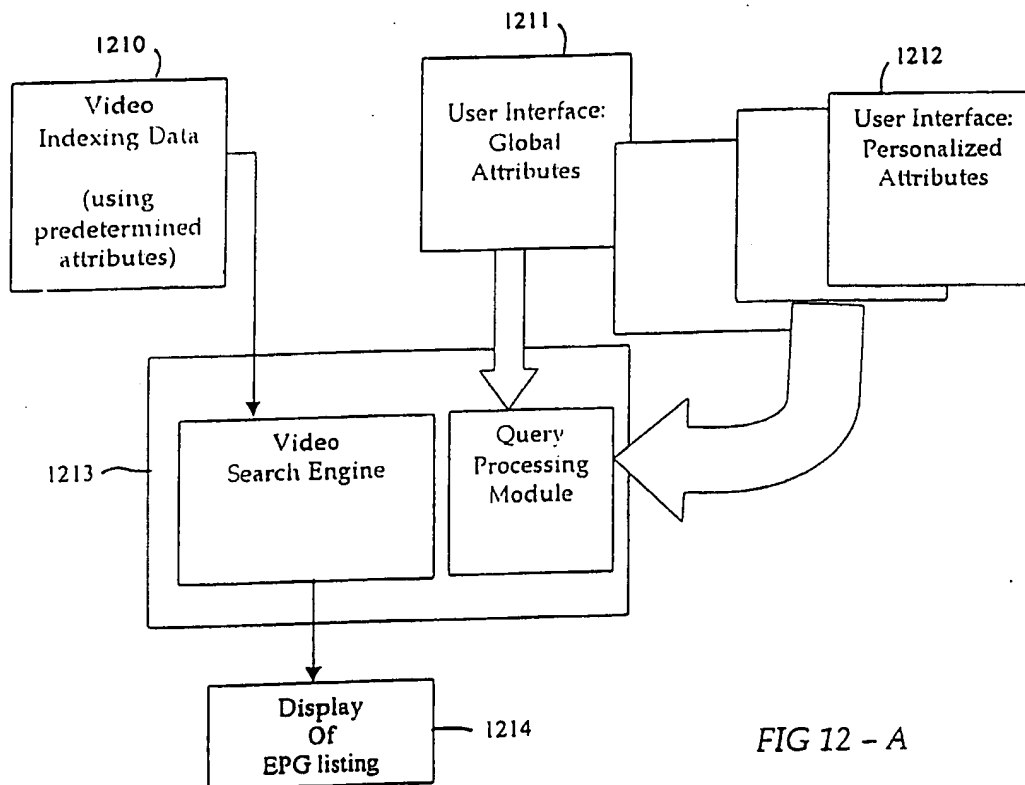 1210
Video
Indexing Data
(using
predetermined
attributes)
1211
User Interface:
Global
Attributes
1212
User Interface:
Personalized
Attributes
1213
Video
Search Engine
Query
Processing
Module
Display
Of
EPG listing
1214
FIG 12 – A